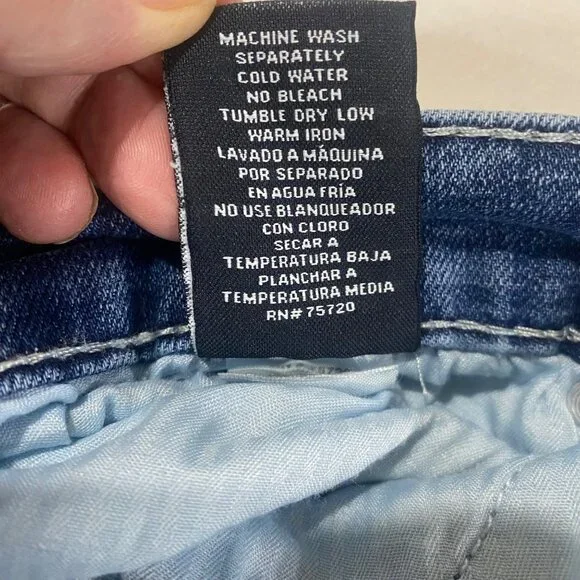 MACHINE WASH
SEPARATELY
COLD WATER
NO BLEACH
TUMBLE DRY LOW
WARM IRON
LAVADO A MÁQUINA
POR SEPARADO
EN AGUA FRÍA
NO USE BLANQUEADOR
CON CLORO
SECAR A
TEMPERATURA BAJA
PLANCHAR A
TEMPERATURA MEDIA
RN# 75720